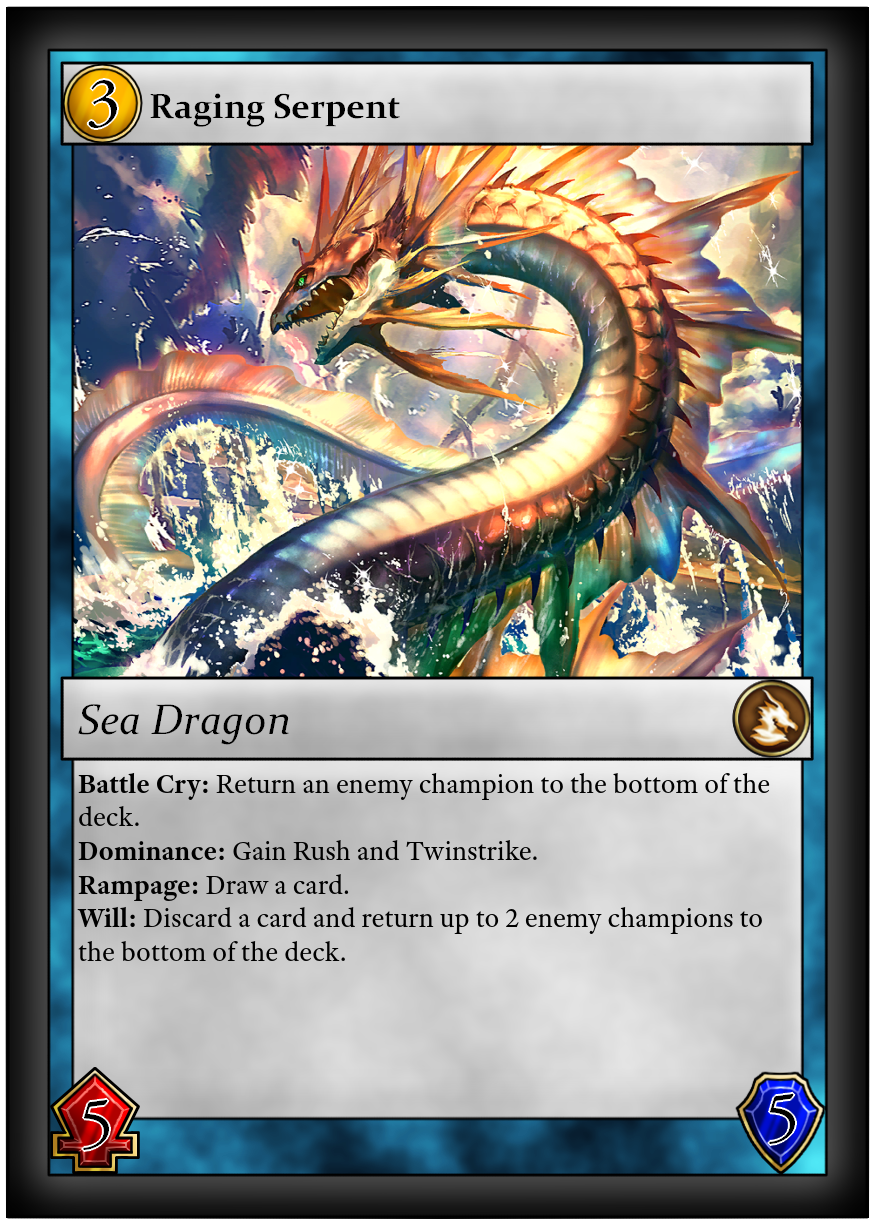 3
Raging Serpent
Sea Dragon
Battle Cry: Return an enemy champion to the bottom of the
deck.
Dominance: Gain Rush and Twinstrike.
Rampage: Draw a card.
Will: Discard a card and return up to 2 enemy champions to
the bottom of the deck.
5
5